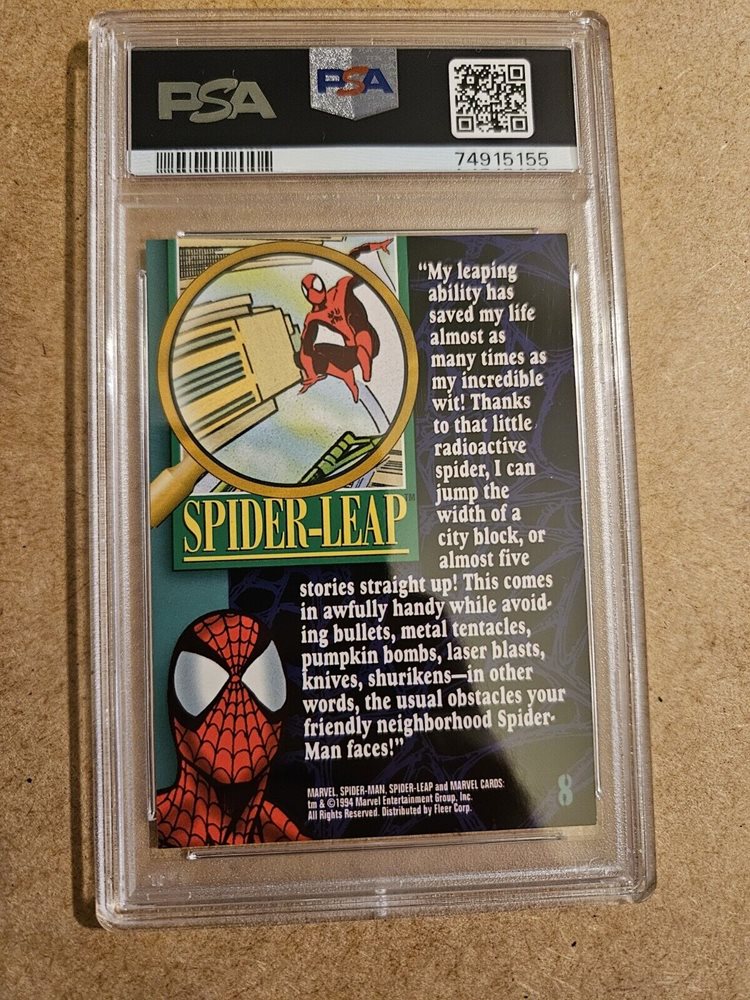 PSA
PSA
74915155
SPIDER-LEAP™
"My leaping
ability has
saved my life
almost as
many times as
my incredible
wit! Thanks
to that little
radioactive
spider, I can
jump the
width of a
city block, or
almost five
stories straight up! This comes
in awfully handy while avoid-
ing bullets, metal tentacles,
pumpkin bombs, laser blasts,
knives, shurikens—in other
words, the usual obstacles your
friendly neighborhood Spider-
Man faces!"
MARVEL, SPIDER-MAN, SPIDER-LEAP and MARVEL CARDS:
tm & ©1994 Marvel Entertainment Group, Inc.
All Rights Reserved. Distributed by Fleer Corp.
8